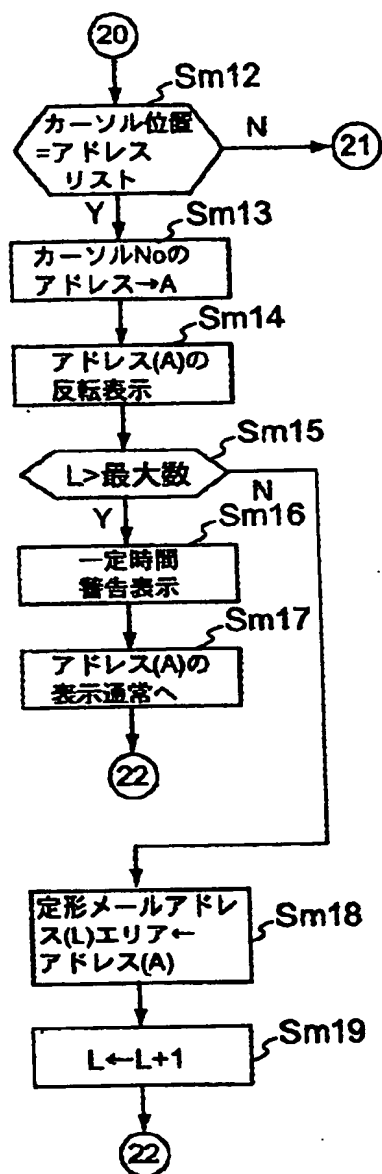 20
Sm12
カーソル位置
=アドレス
リスト
N
21
Y
Sm13
カーソルNoの
アドレス→A
Sm14
アドレス(A)の
反転表示
Sm15
L>最大数
N
Y
Sm16
一定時間
警告表示
Sm17
アドレス(A)の
表示通常へ
22
定形メールアドレ
ス(L)エリア←
アドレス(A)
Sm18
L←L+1
Sm19
22